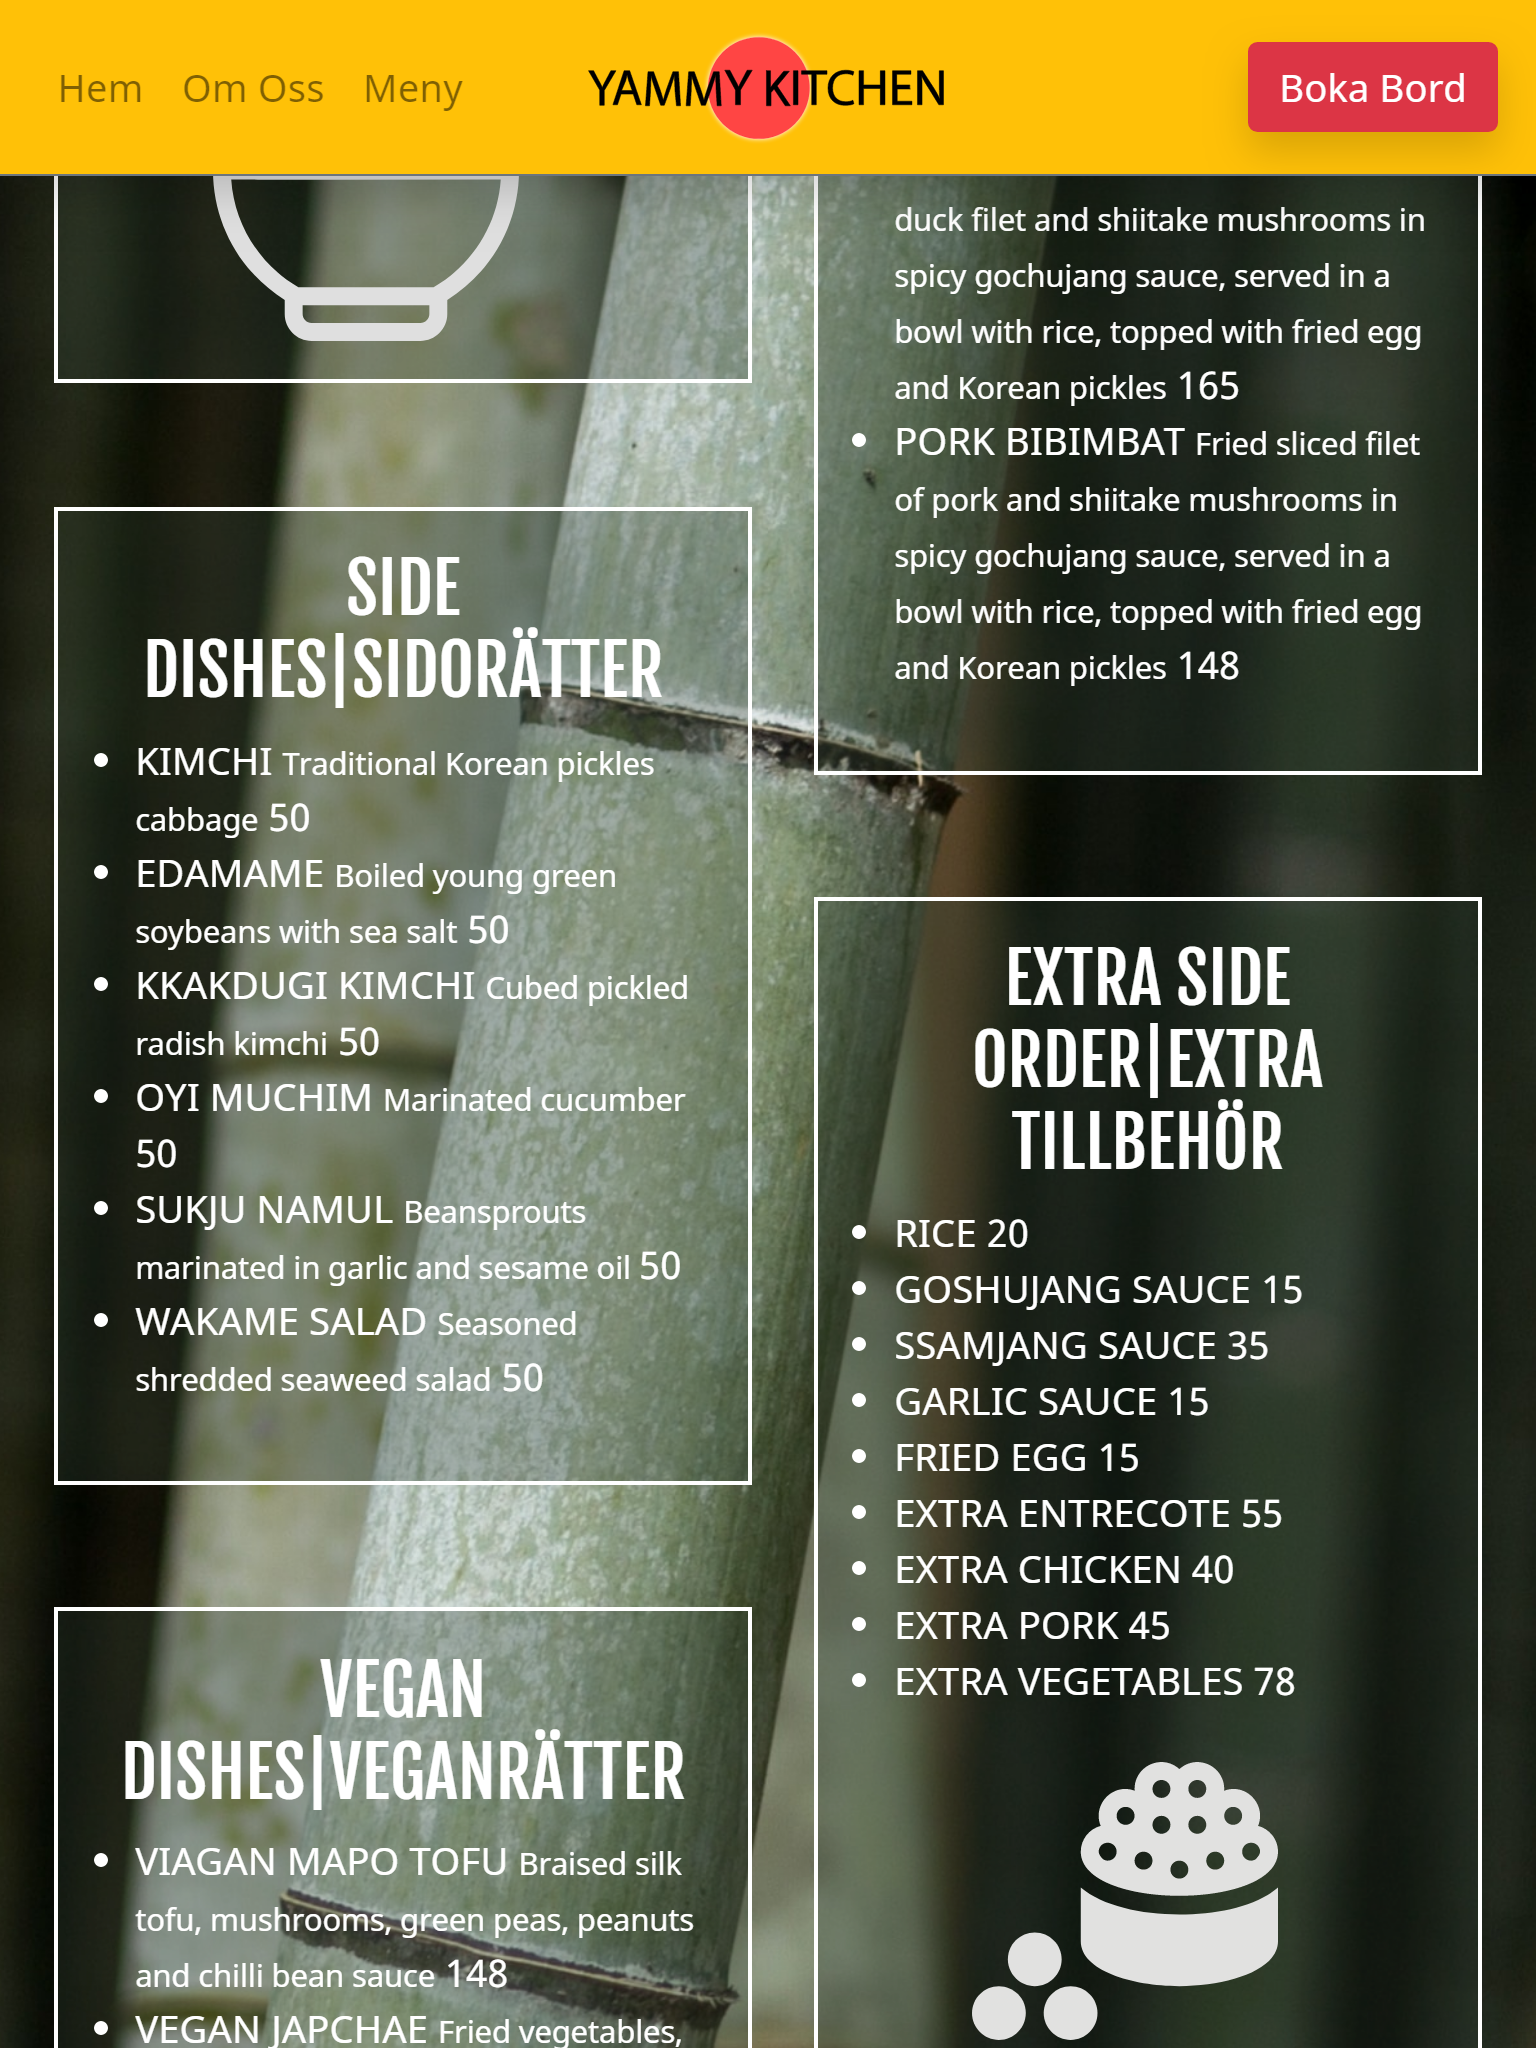 Hem Om Oss Meny
YAMMY KITCHEN
Boka Bord
SIDE
DISHES|SIDORÄTTER
• KIMCHI Traditional Korean pickles
cabbage 50
• EDAMAME Boiled young green
soybeans with sea salt 50
• KKAKDUGI KIMCHI Cubed pickled
radish kimchi 50
• OYI MUCHIM Marinated cucumber
50
• SUKJU NAMUL Beansprouts
marinated in garlic and sesame oil 50
• WAKAME SALAD Seasoned
shredded seaweed salad 50
VEGAN
DISHES|VEGANRÄTTER
• VIAGAN MAPO TOFU Braised silk
tofu, mushrooms, green peas, peanuts
and chilli bean sauce 148
• VEGAN JAPCHAE Fried vegetables,
duck filet and shiitake mushrooms in
spicy gochujang sauce, served in a
bowl with rice, topped with fried egg
and Korean pickles 165
• PORK BIBIMBAT Fried sliced filet
of pork and shiitake mushrooms in
spicy gochujang sauce, served in a
bowl with rice, topped with fried egg
and Korean pickles 148
EXTRA SIDE
ORDER|EXTRA
TILLBEHÖR
• RICE 20
• GOSHUJANG SAUCE 15
• SSAMJANG SAUCE 35
• GARLIC SAUCE 15
• FRIED EGG 15
• EXTRA ENTRECOTE 55
• EXTRA CHICKEN 40
• EXTRA PORK 45
• EXTRA VEGETABLES 78